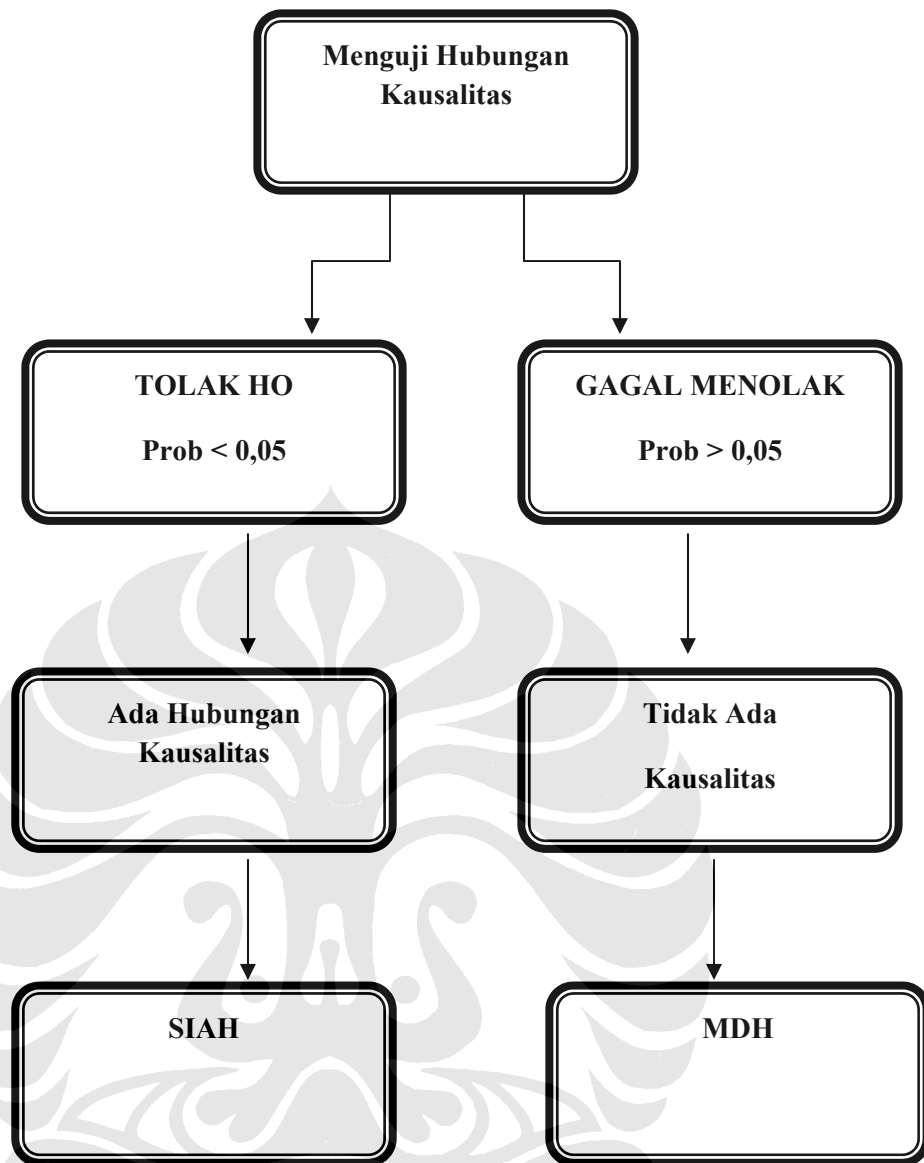 Menguji Hubungan
Kausalitas
TOLAK HO
Prob < 0,05
GAGAL MENOLAK
Prob > 0,05
Ada Hubungan
Kausalitas
Tidak Ada
Kausalitas
SIAH
MDH